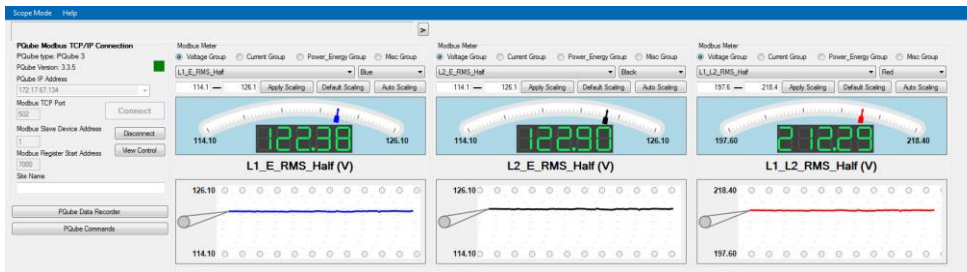 Scope Mode Help
>
PQube Modbus TCP/IP Connection
PQube type: PQube 3
PQube Version: 3.3.5
PQube IP Address
172.17.67.134
Modbus TCP Port
502
Connect
Modbus Slave Device Address
1
Disconnect
Modbus Register Start Address
7000
View Control
Site Name
PQube Data Recorder
PQube Commands
Modbus Meter
Voltage Group Current Group Power_Energy Group Misc Group
L1_E_RMS_Half Blue
114.1 — 126.1 Apply Scaling Default Scaling Auto Scaling
114.10 122.38 126.10
L1_E_RMS_Half (V)
126.10
114.10
Modbus Meter
Voltage Group Current Group Power_Energy Group Misc Group
L2_E_RMS_Half Black
114.1 — 126.1 Apply Scaling Default Scaling Auto Scaling
114.10 122.90 126.10
L2_E_RMS_Half (V)
126.10
114.10
Modbus Meter
Voltage Group Current Group Power_Energy Group Misc Group
L1_L2_RMS_Half Red
197.6 — 218.4 Apply Scaling Default Scaling Auto Scaling
197.60 212.29 218.40
L1_L2_RMS_Half (V)
218.40
197.60